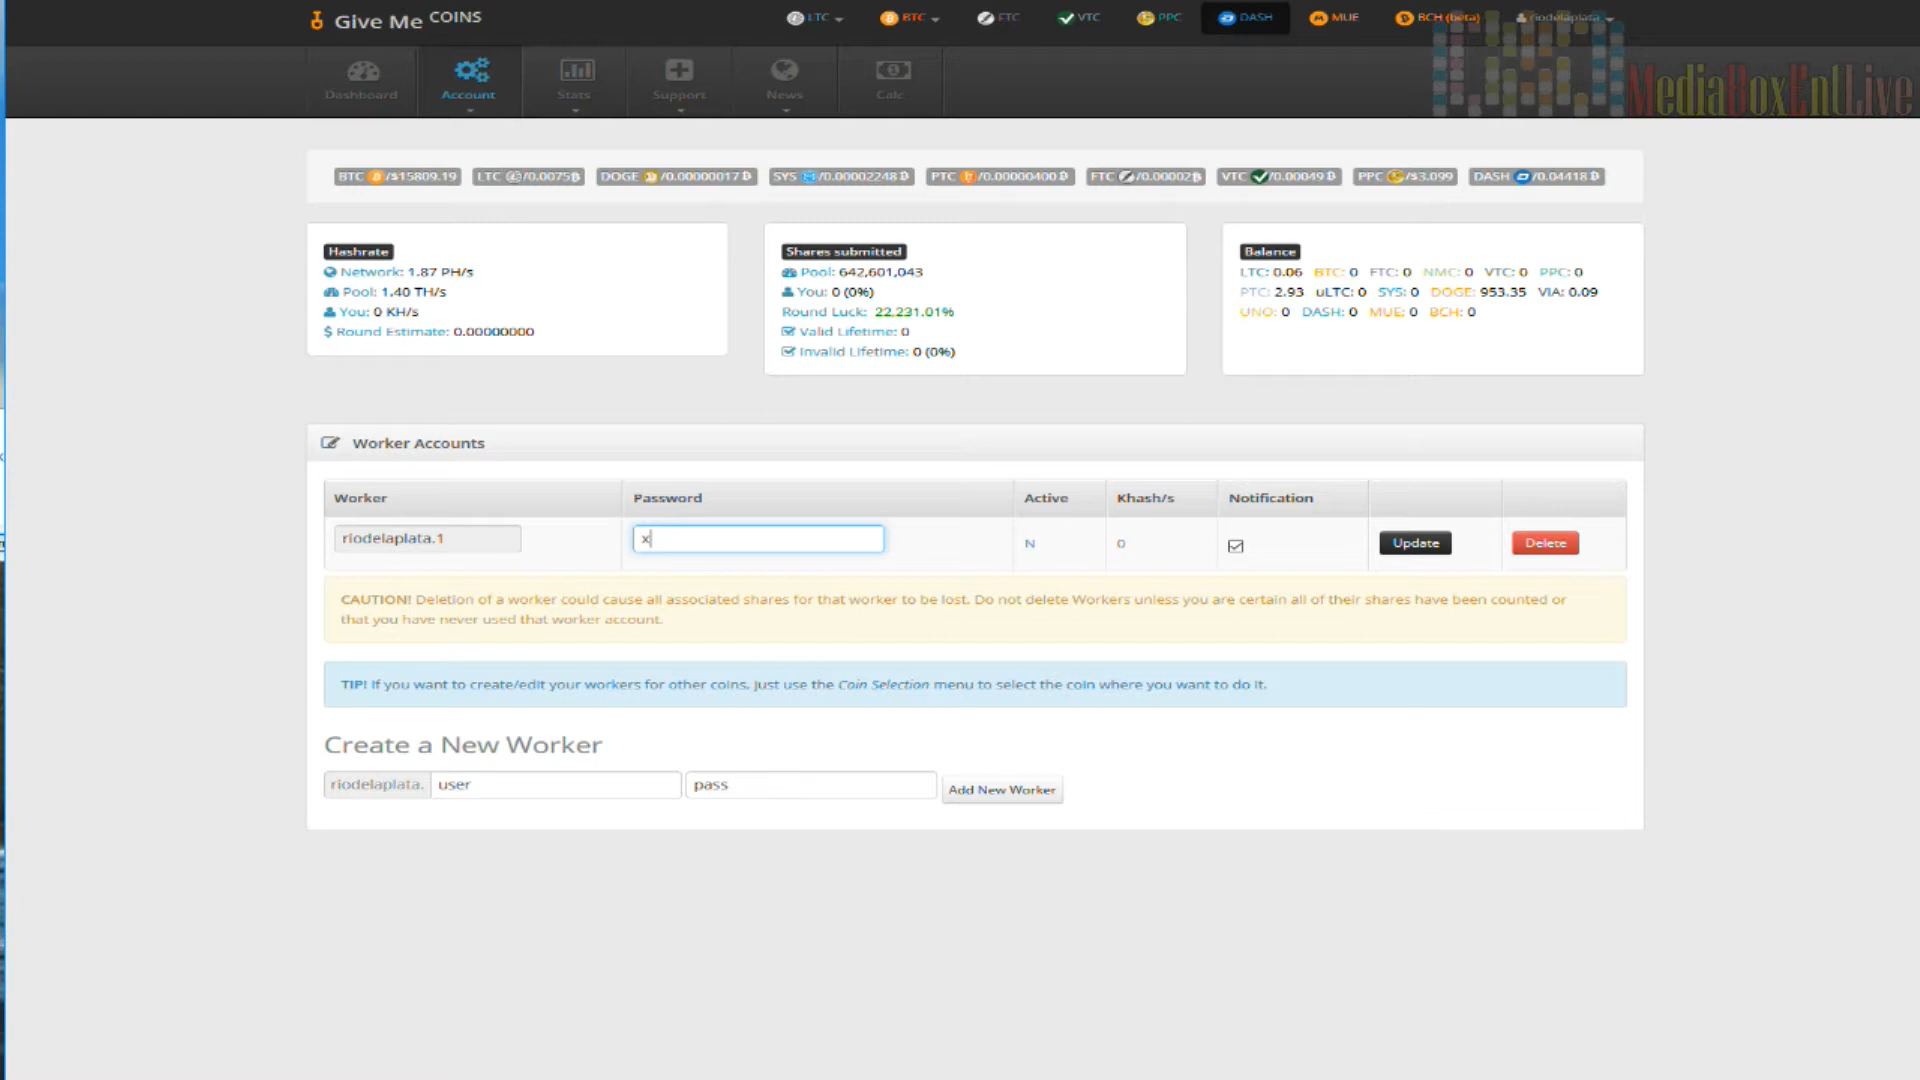 Give Me COINS
LTC BTC FTC VTC PPC DASH MUE BCH (beta) riodelaplata
Dashboard Account Stats Support News Calc
MediaBoxEntLive
BTC /$15809.19 LTC /0.0075฿ DOGE /0.00000017 ฿ SYS /0.00002248 ฿ PTC /0.00000400 ฿ FTC /0.00002฿ VTC /0.00049 ฿ PPC /$3.099 DASH /0.04418 ฿
Hashrate
Network: 1.87 PH/s
Pool: 1.40 TH/s
You: 0 KH/s
$ Round Estimate: 0.00000000
Shares submitted
Pool: 642,601,043
You: 0 (0%)
Round Luck: 22,231.01%
Valid Lifetime: 0
Invalid Lifetime: 0 (0%)
Balance
LTC: 0.06 BTC: 0 FTC: 0 NMC: 0 VTC: 0 PPC: 0
PTC: 2.93 uLTC: 0 SYS: 0 DOGE: 953.35 VIA: 0.09
UNO: 0 DASH: 0 MUE: 0 BCH: 0
Worker Accounts
Worker Password Active Khash/s Notification
riodelaplata.1 x N 0 Update Delete
CAUTION! Deletion of a worker could cause all associated shares for that worker to be lost. Do not delete Workers unless you are certain all of their shares have been counted or
that you have never used that worker account.
TIP! If you want to create/edit your workers for other coins, just use the Coin Selection menu to select the coin where you want to do it.
Create a New Worker
riodelaplata. user pass Add New Worker